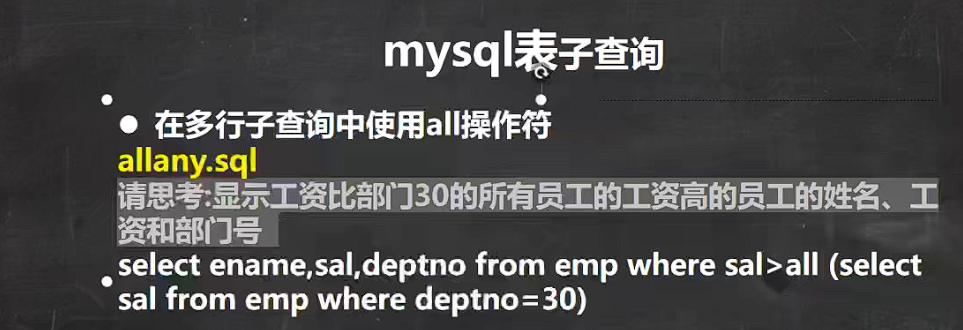 mysql表子查询
● 在多行子查询中使用all操作符
allany.sql
请思考:显示工资比部门30的所有员工的工资高的员工的姓名、工
资和部门号
select ename,sal,deptno from emp where sal>all (select
sal from emp where deptno=30)